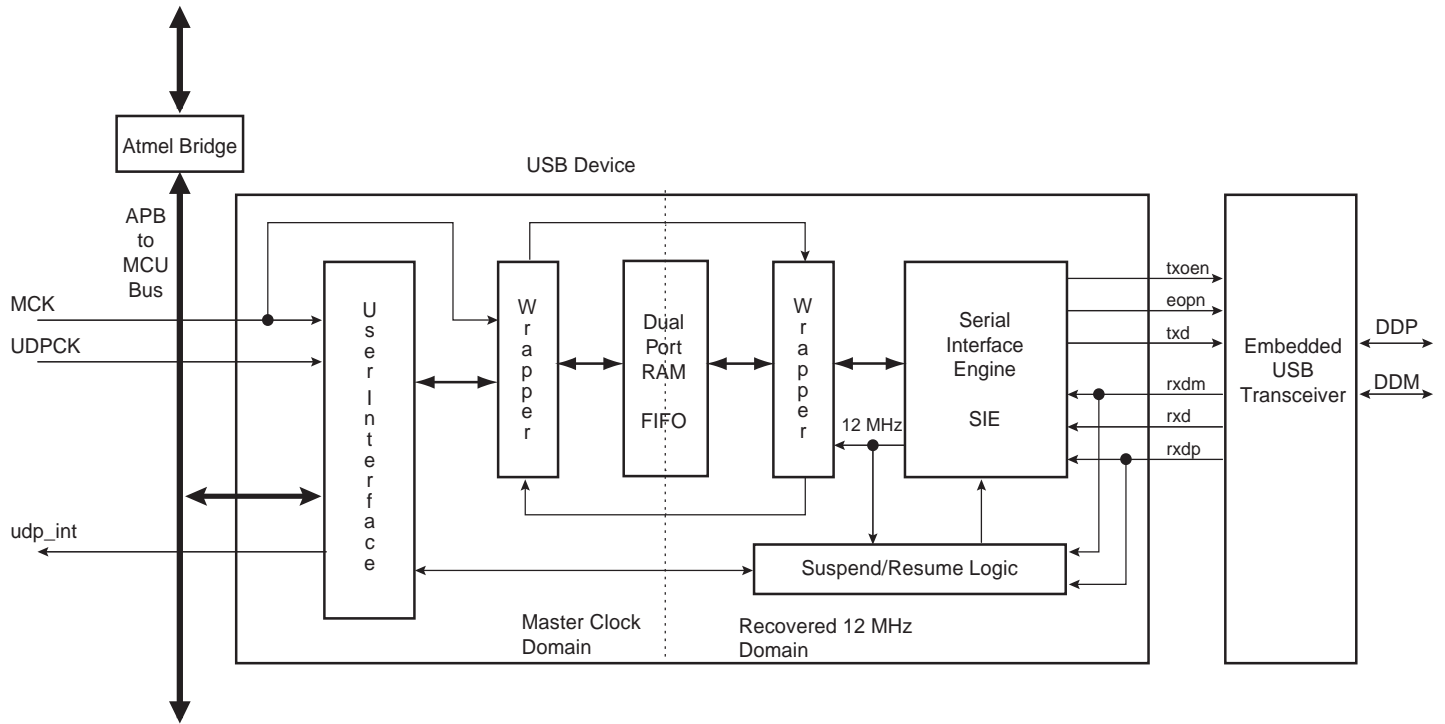 Atmel Bridge
USB Device
APB
to
MCU
Bus
MCK
UDPCK
udp_int
User Interface
Wrapper
Dual
Port
RAM
FIFO
Wrapper
12 MHz
Serial
Interface
Engine
SIE
Suspend/Resume Logic
Master Clock
Domain
Recovered 12 MHz
Domain
txoen
eopn
txd
rxdm
rxd
rxdp
Embedded
USB
Transceiver
DDP
DDM